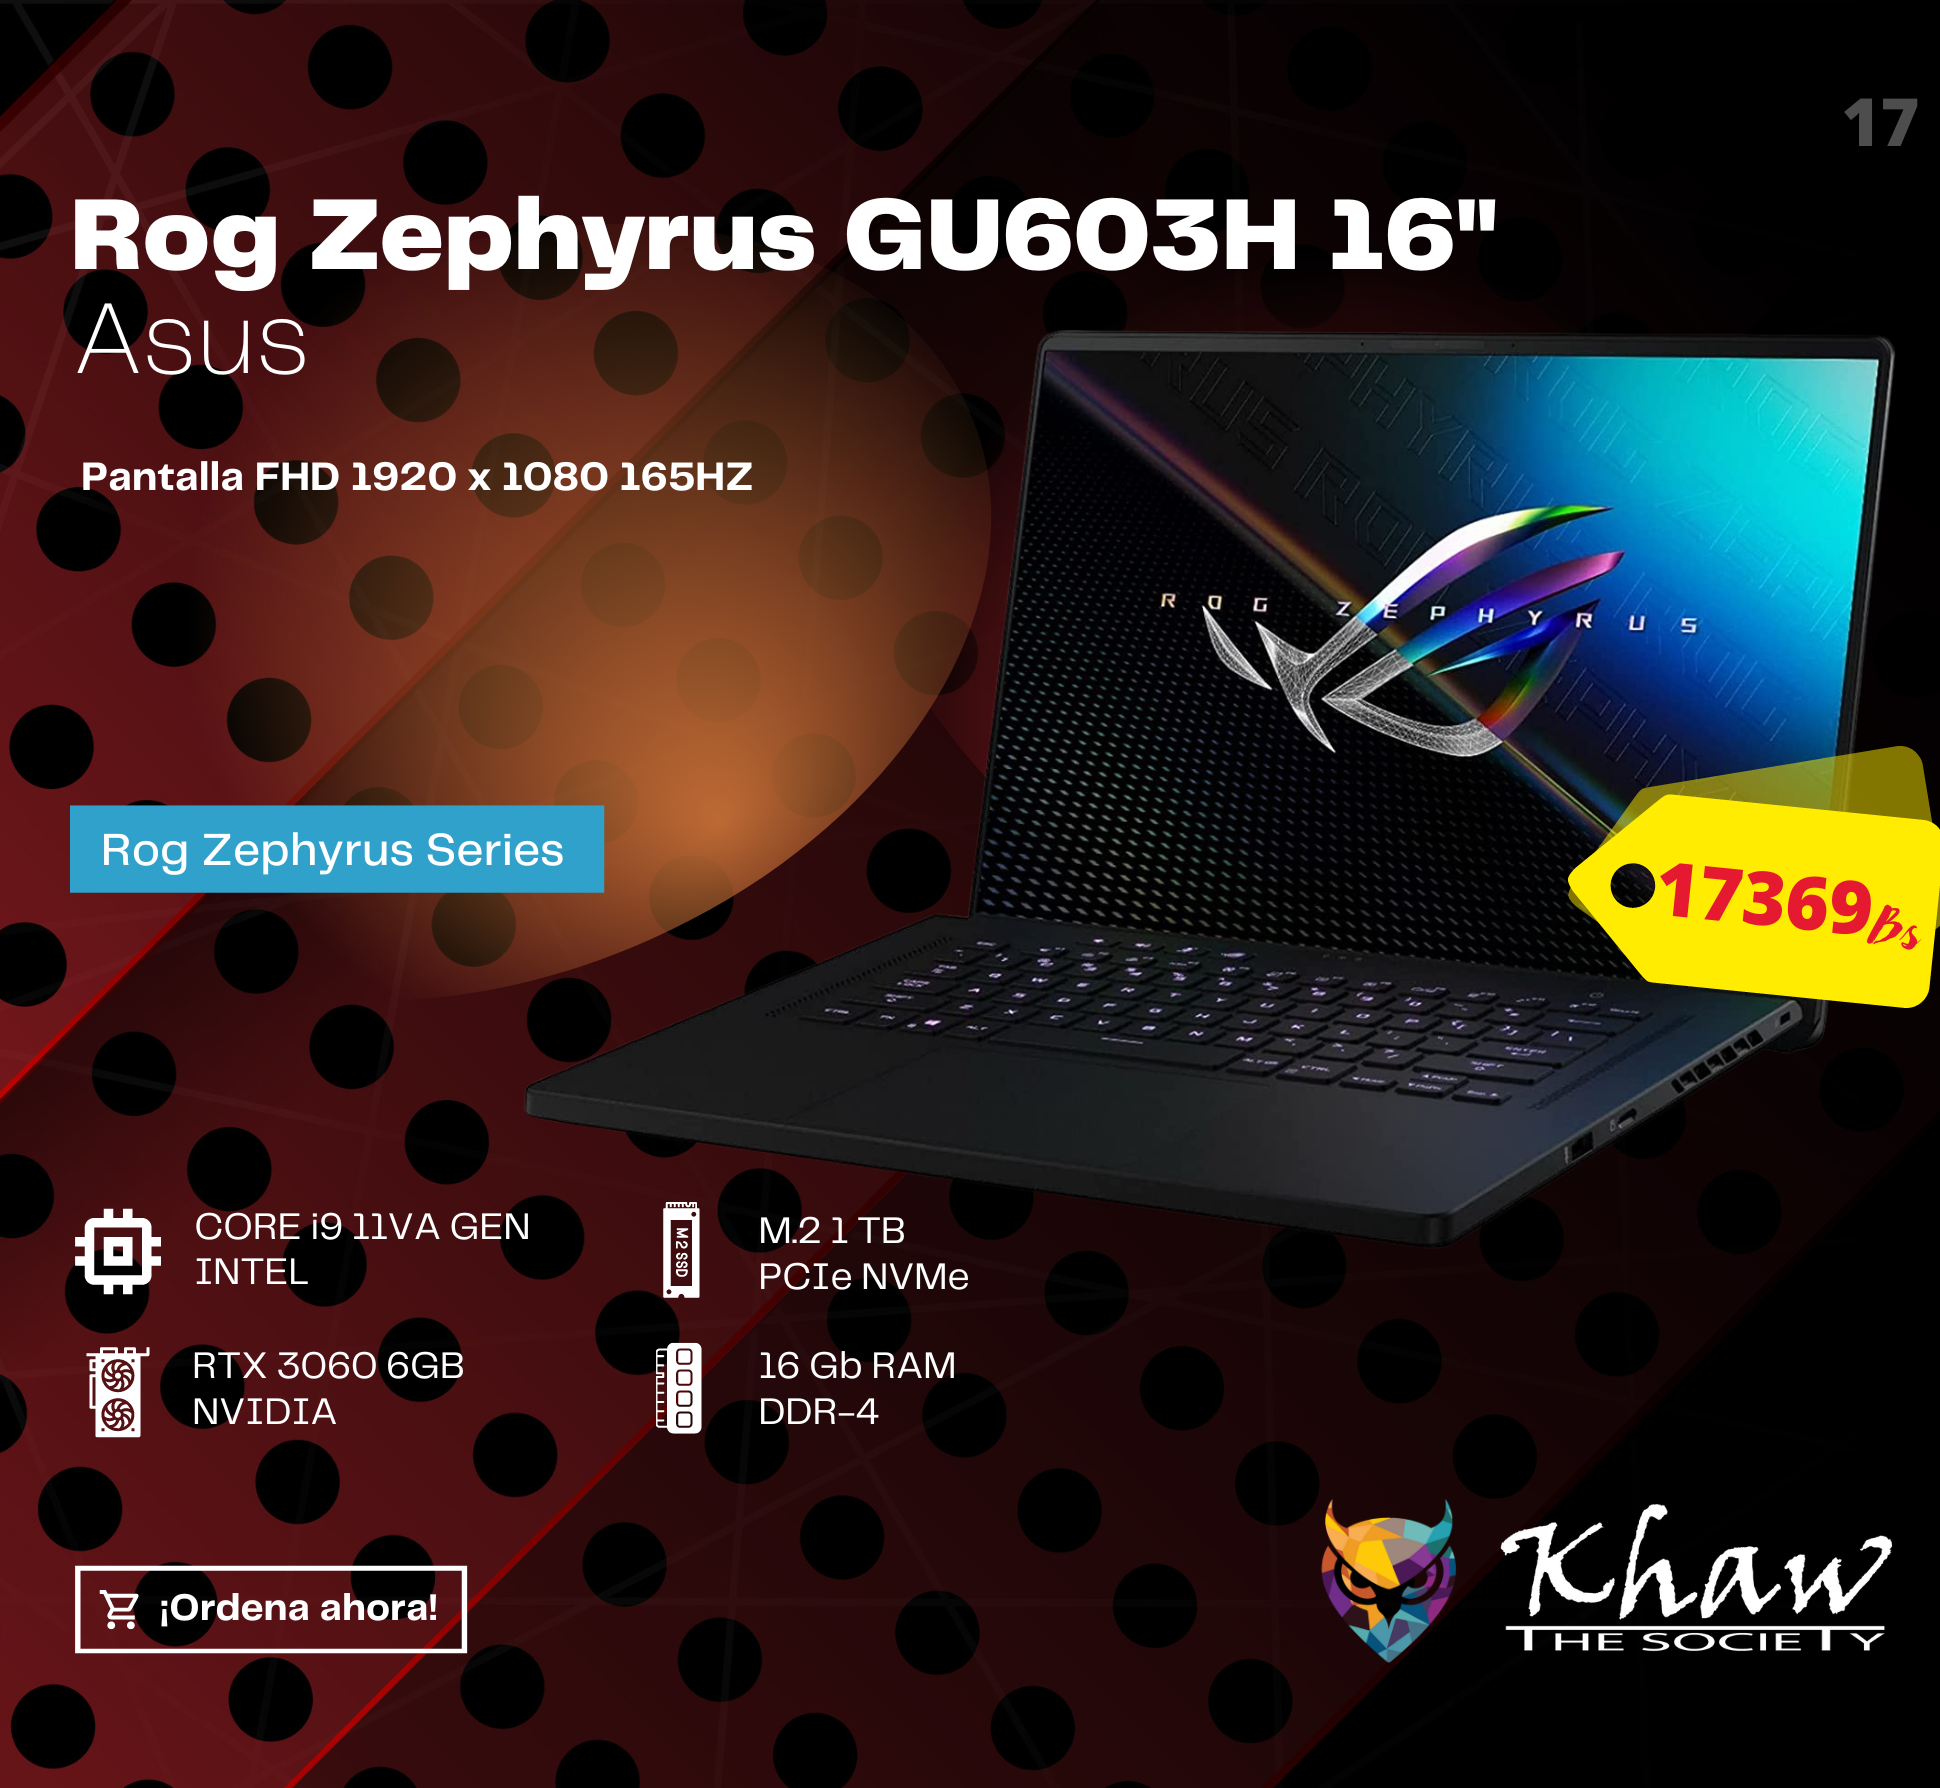 17
Rog Zephyrus GU603H 16"
Asus
Pantalla FHD 1920 x 1080 165HZ
ROG ZEPHYRUS
Rog Zephyrus Series
17369Bs
CORE i9 11VA GEN
INTEL
M.2 1 TB
PCIe NVMe
M2 SSD
RTX 3060 6GB
NVIDIA
16 Gb RAM
DDR-4
¡Ordena ahora!
Khaw
THE SOCIETY